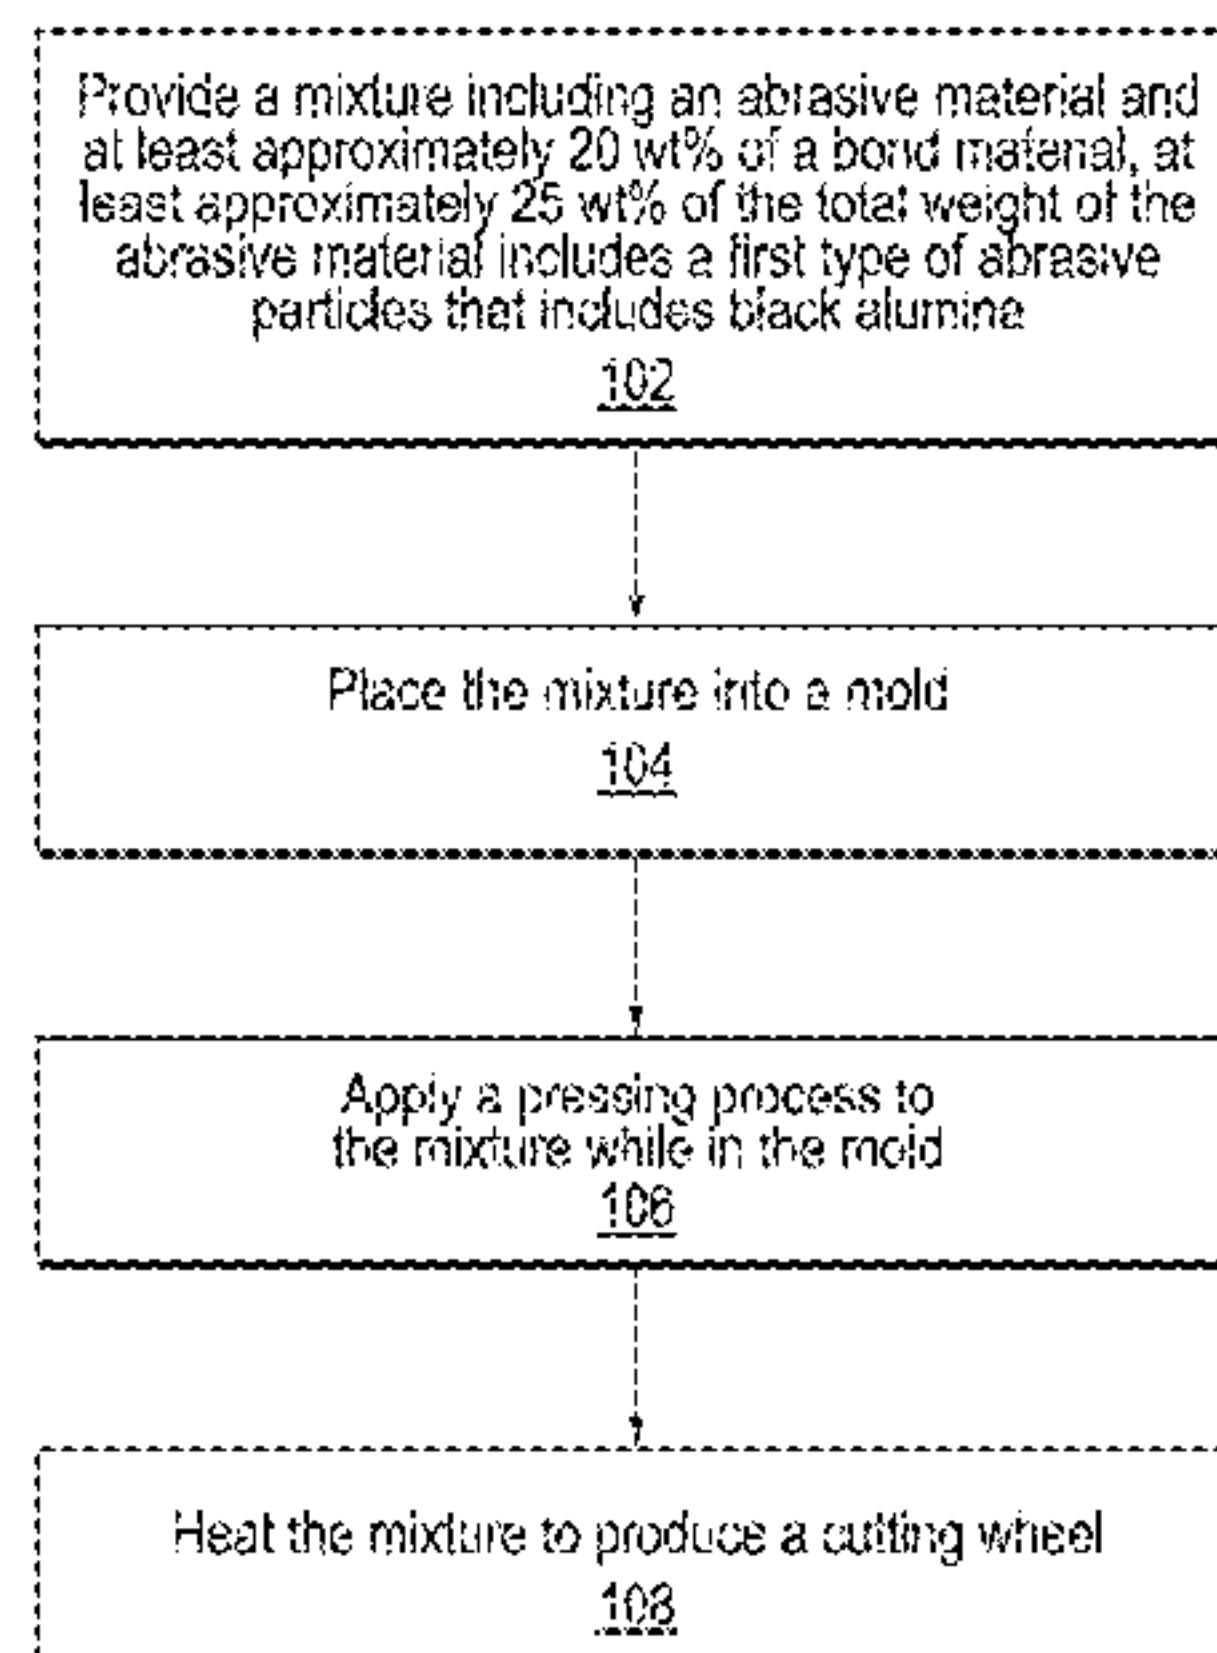 Provide a mixture including an abrasive material and
at least approximately 20 wt% of a bond material, at
least approximately 25 wt% of the total weight of the
abrasive material includes a first type of abrasive
particles that includes black alumina
102
Place the mixture into a mold
104
Apply a pressing process to
the mixture while in the mold
106
Heat the mixture to produce a cutting wheel
108